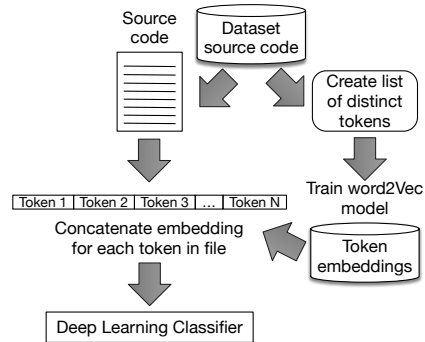 Source
code
Dataset
source code
Create list
of distinct
tokens
Train word2Vec
model
Token 1 Token 2 Token 3 ... Token N
Concatenate embedding
for each token in file
Token
embeddings
Deep Learning Classifier